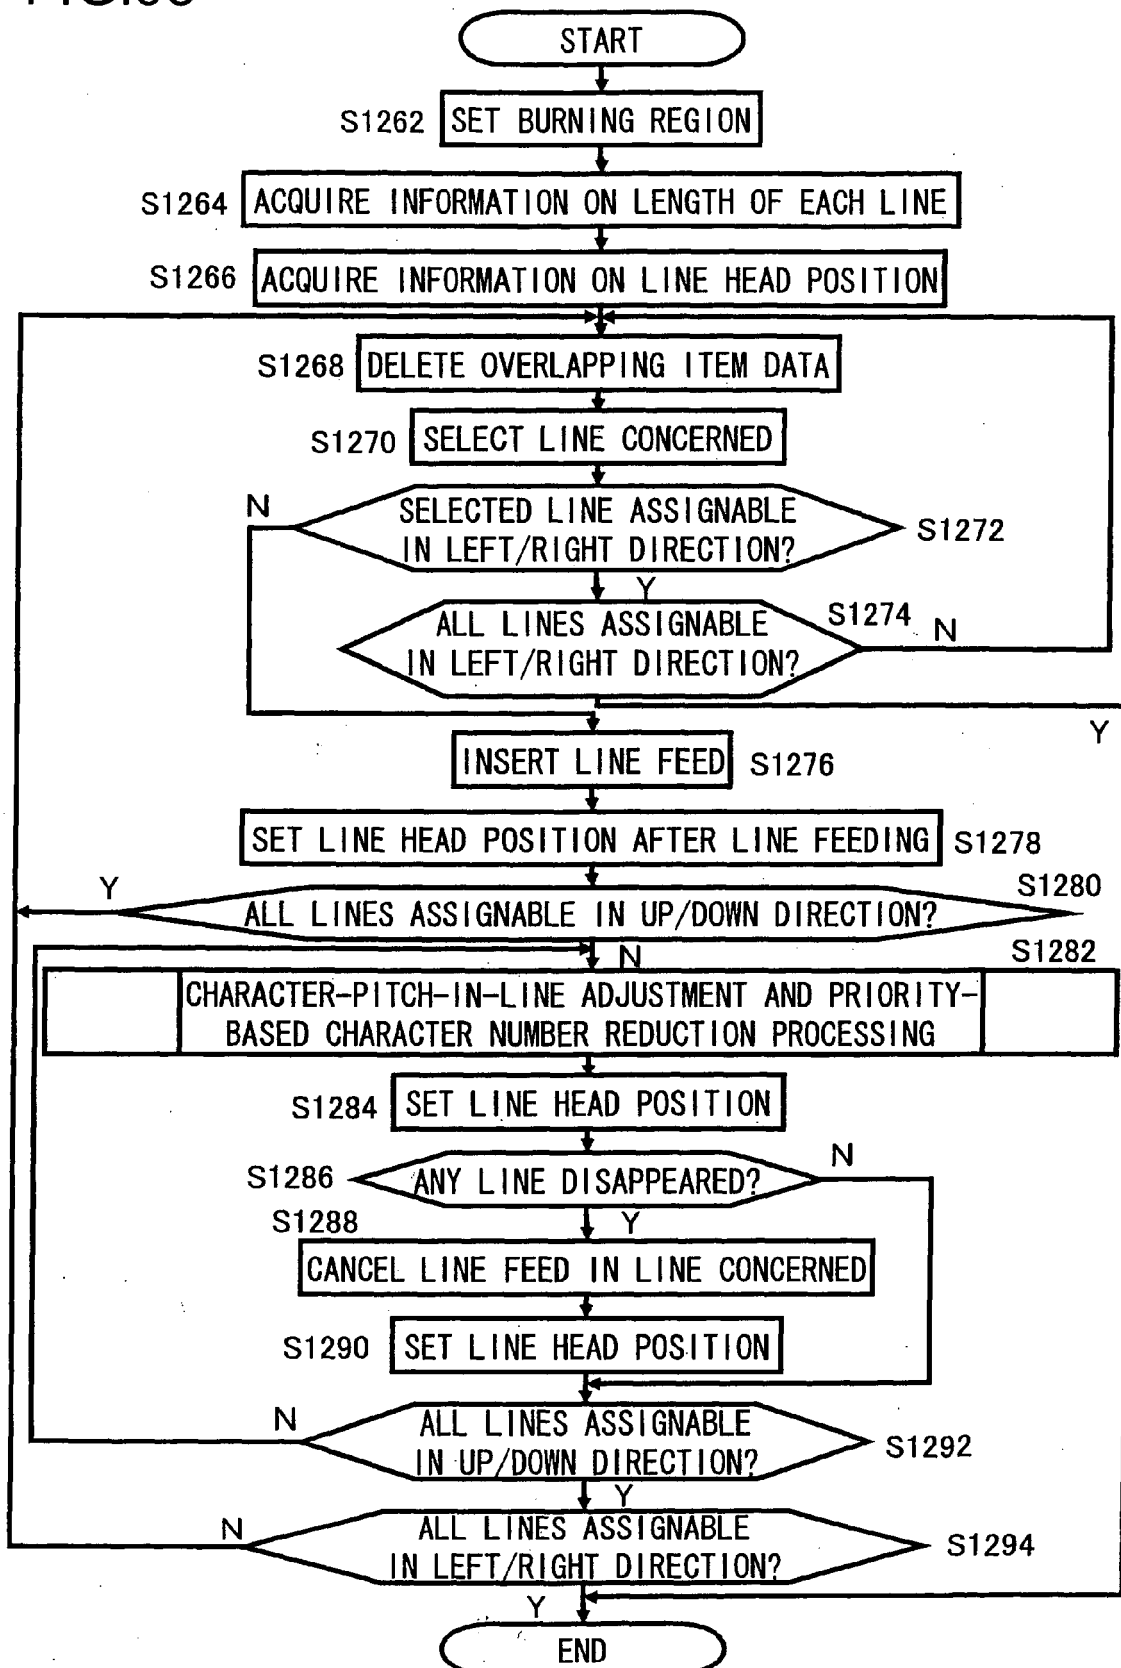 START
S1262 SET BURNING REGION
S1264 ACQUIRE INFORMATION ON LENGTH OF EACH LINE
S1266 ACQUIRE INFORMATION ON LINE HEAD POSITION
S1268 DELETE OVERLAPPING ITEM DATA
S1270 SELECT LINE CONCERNED
N
SELECTED LINE ASSIGNABLE
IN LEFT/RIGHT DIRECTION?
S1272
Y
S1274
ALL LINES ASSIGNABLE
IN LEFT/RIGHT DIRECTION?
N
Y
INSERT LINE FEED S1276
SET LINE HEAD POSITION AFTER LINE FEEDING S1278
Y
ALL LINES ASSIGNABLE IN UP/DOWN DIRECTION?
S1280
N
S1282
CHARACTER-PITCH-IN-LINE ADJUSTMENT AND PRIORITY-
BASED CHARACTER NUMBER REDUCTION PROCESSING
S1284 SET LINE HEAD POSITION
S1286 ANY LINE DISAPPEARED?
N
Y
S1288
CANCEL LINE FEED IN LINE CONCERNED
S1290 SET LINE HEAD POSITION
N
ALL LINES ASSIGNABLE
IN UP/DOWN DIRECTION?
S1292
Y
N
ALL LINES ASSIGNABLE
IN LEFT/RIGHT DIRECTION?
S1294
Y
END